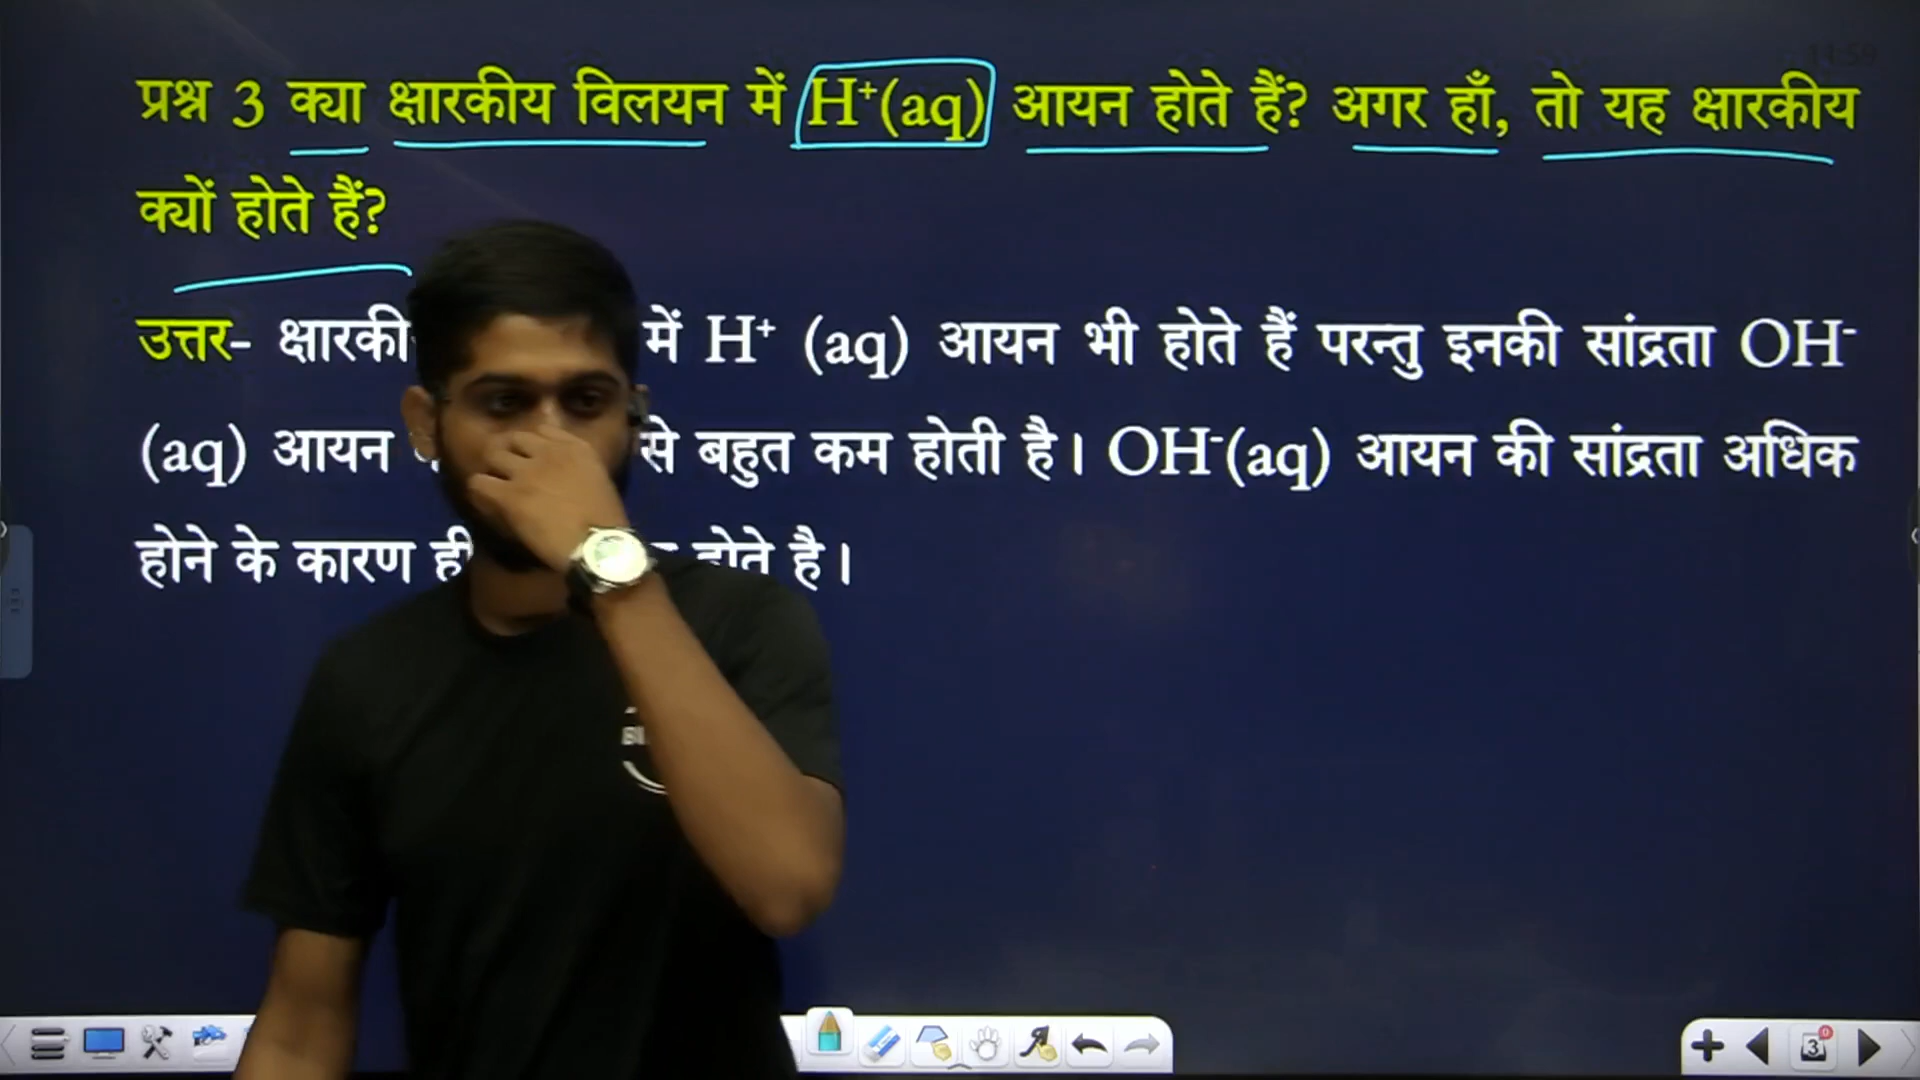 प्रश्न 3 क्या क्षारकीय विलयन में H⁺(aq) आयन होते हैं? अगर हाँ, तो यह क्षारकीय
क्यों होते हैं?
उत्तर- क्षारकी में H⁺ (aq) आयन भी होते हैं परन्तु इनकी सांद्रता OH⁻
(aq) आयन से बहुत कम होती है। OH⁻(aq) आयन की सांद्रता अधिक
होने के कारण ही होते है।
3